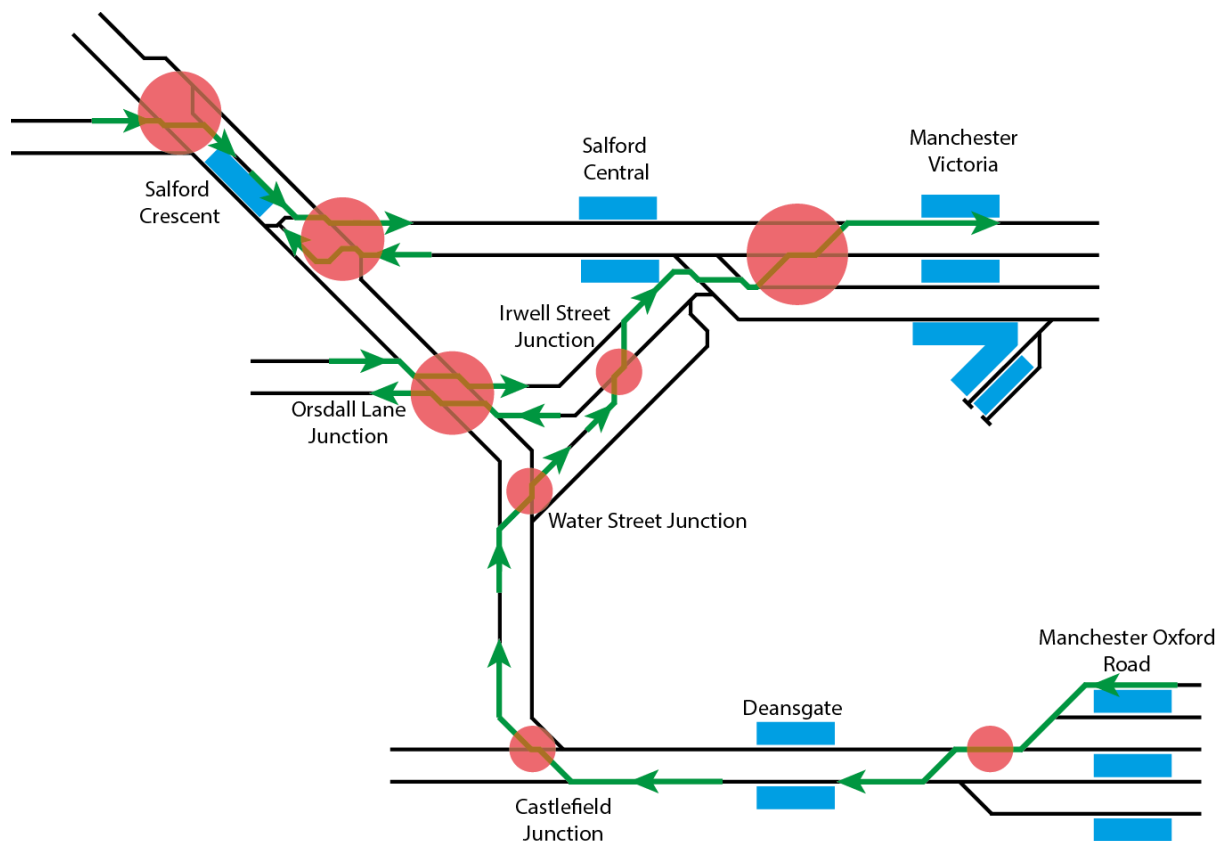 Salford
Central
Manchester
Victoria
Salford
Crescent
Irwell Street
Junction
Orsdall Lane
Junction
Water Street Junction
Manchester Oxford
Road
Deansgate
Castlefield
Junction